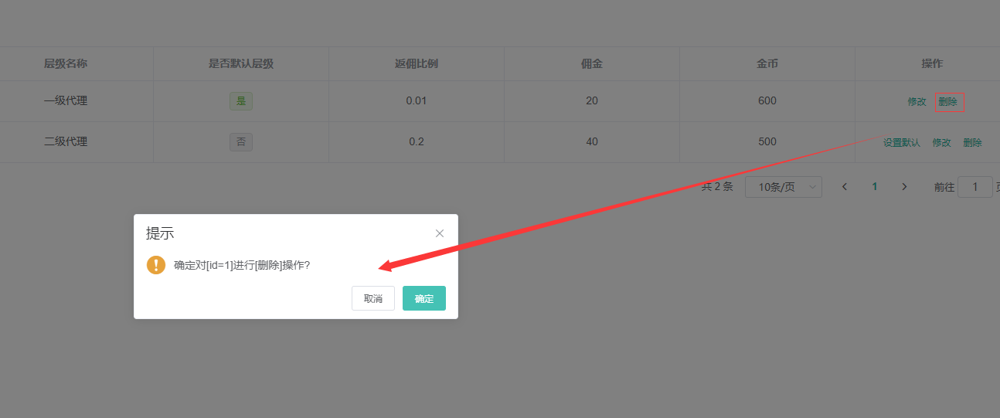 层级名称 是否默认层级 返佣比例 佣金 金币 操作
一级代理 是 0.01 20 600 修改 删除
二级代理 否 0.2 40 500 设置默认 修改 删除
共 2 条 10条/页 1 前往 1
提示
确定对[id=1]进行[删除]操作?
取消 确定